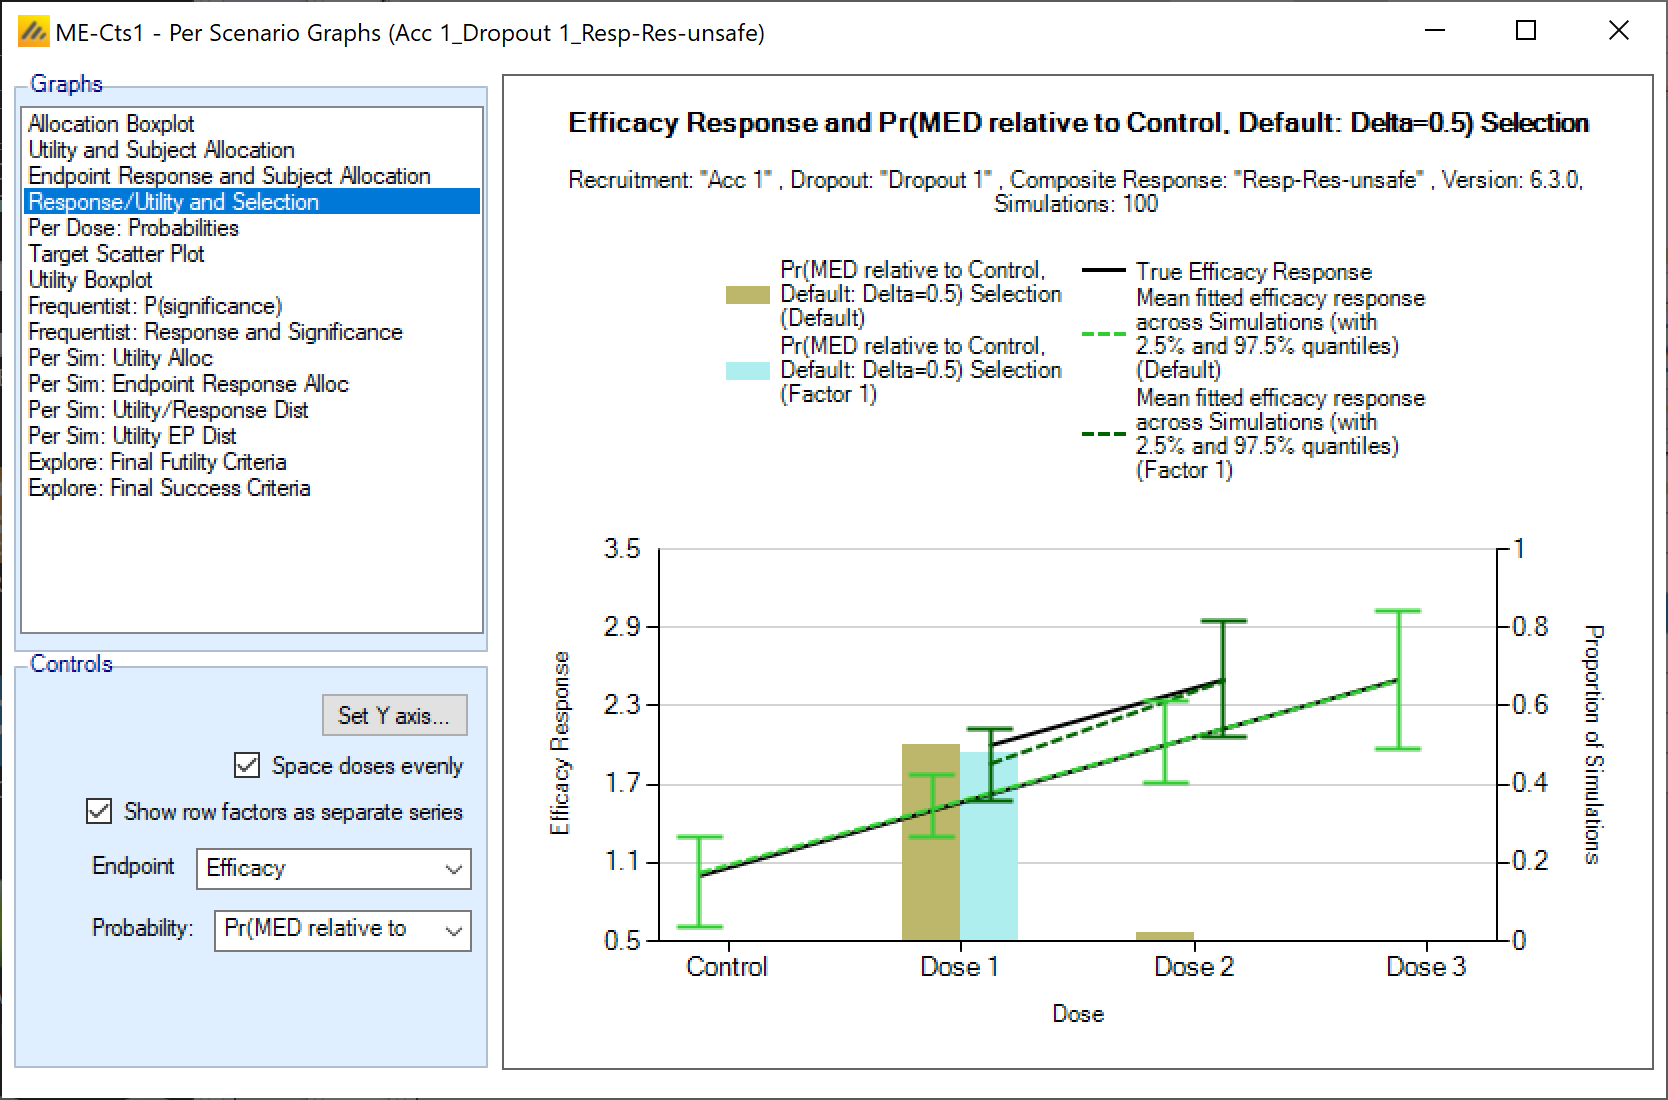 ME-Cts1 - Per Scenario Graphs (Acc 1_Dropout 1_Resp-Res-unsafe)
Graphs
Allocation Boxplot
Utility and Subject Allocation
Endpoint Response and Subject Allocation
Response/Utility and Selection
Per Dose: Probabilities
Target Scatter Plot
Utility Boxplot
Frequentist: P(significance)
Frequentist: Response and Significance
Per Sim: Utility Alloc
Per Sim: Endpoint Response Alloc
Per Sim: Utility/Response Dist
Per Sim: Utility EP Dist
Explore: Final Futility Criteria
Explore: Final Success Criteria
Controls
Set Y axis...
Space doses evenly
Show row factors as separate series
Endpoint
Efficacy
Probability:
Pr(MED relative to
Efficacy Response and Pr(MED relative to Control, Default: Delta=0.5) Selection
Recruitment: "Acc 1" , Dropout: "Dropout 1" , Composite Response: "Resp-Res-unsafe" , Version: 6.3.0,
Simulations: 100
Pr(MED relative to Control,
Default: Delta=0.5) Selection
(Default)
Pr(MED relative to Control,
Default: Delta=0.5) Selection
(Factor 1)
True Efficacy Response
Mean fitted efficacy response
across Simulations (with
2.5% and 97.5% quantiles)
(Default)
Mean fitted efficacy response
across Simulations (with
2.5% and 97.5% quantiles)
(Factor 1)
Efficacy Response
3.5
2.9
2.3
1.7
1.1
0.5
1
0.8
0.6
0.4
0.2
0
Proportion of Simulations
Control
Dose 1
Dose 2
Dose 3
Dose